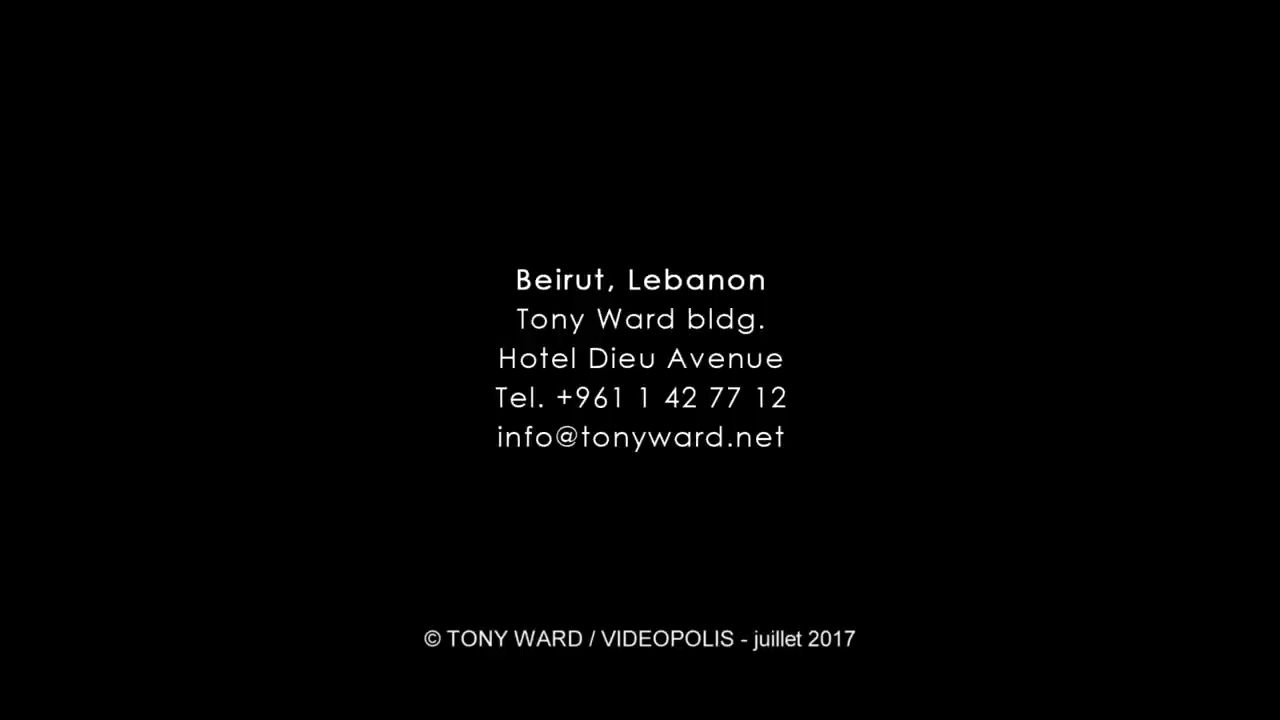 Beirut, Lebanon
Tony Ward bldg.
Hotel Dieu Avenue
Tel. +961 1 42 77 12
info@tonyward.net
© TONY WARD / VIDEOPOLIS - juillet 2017